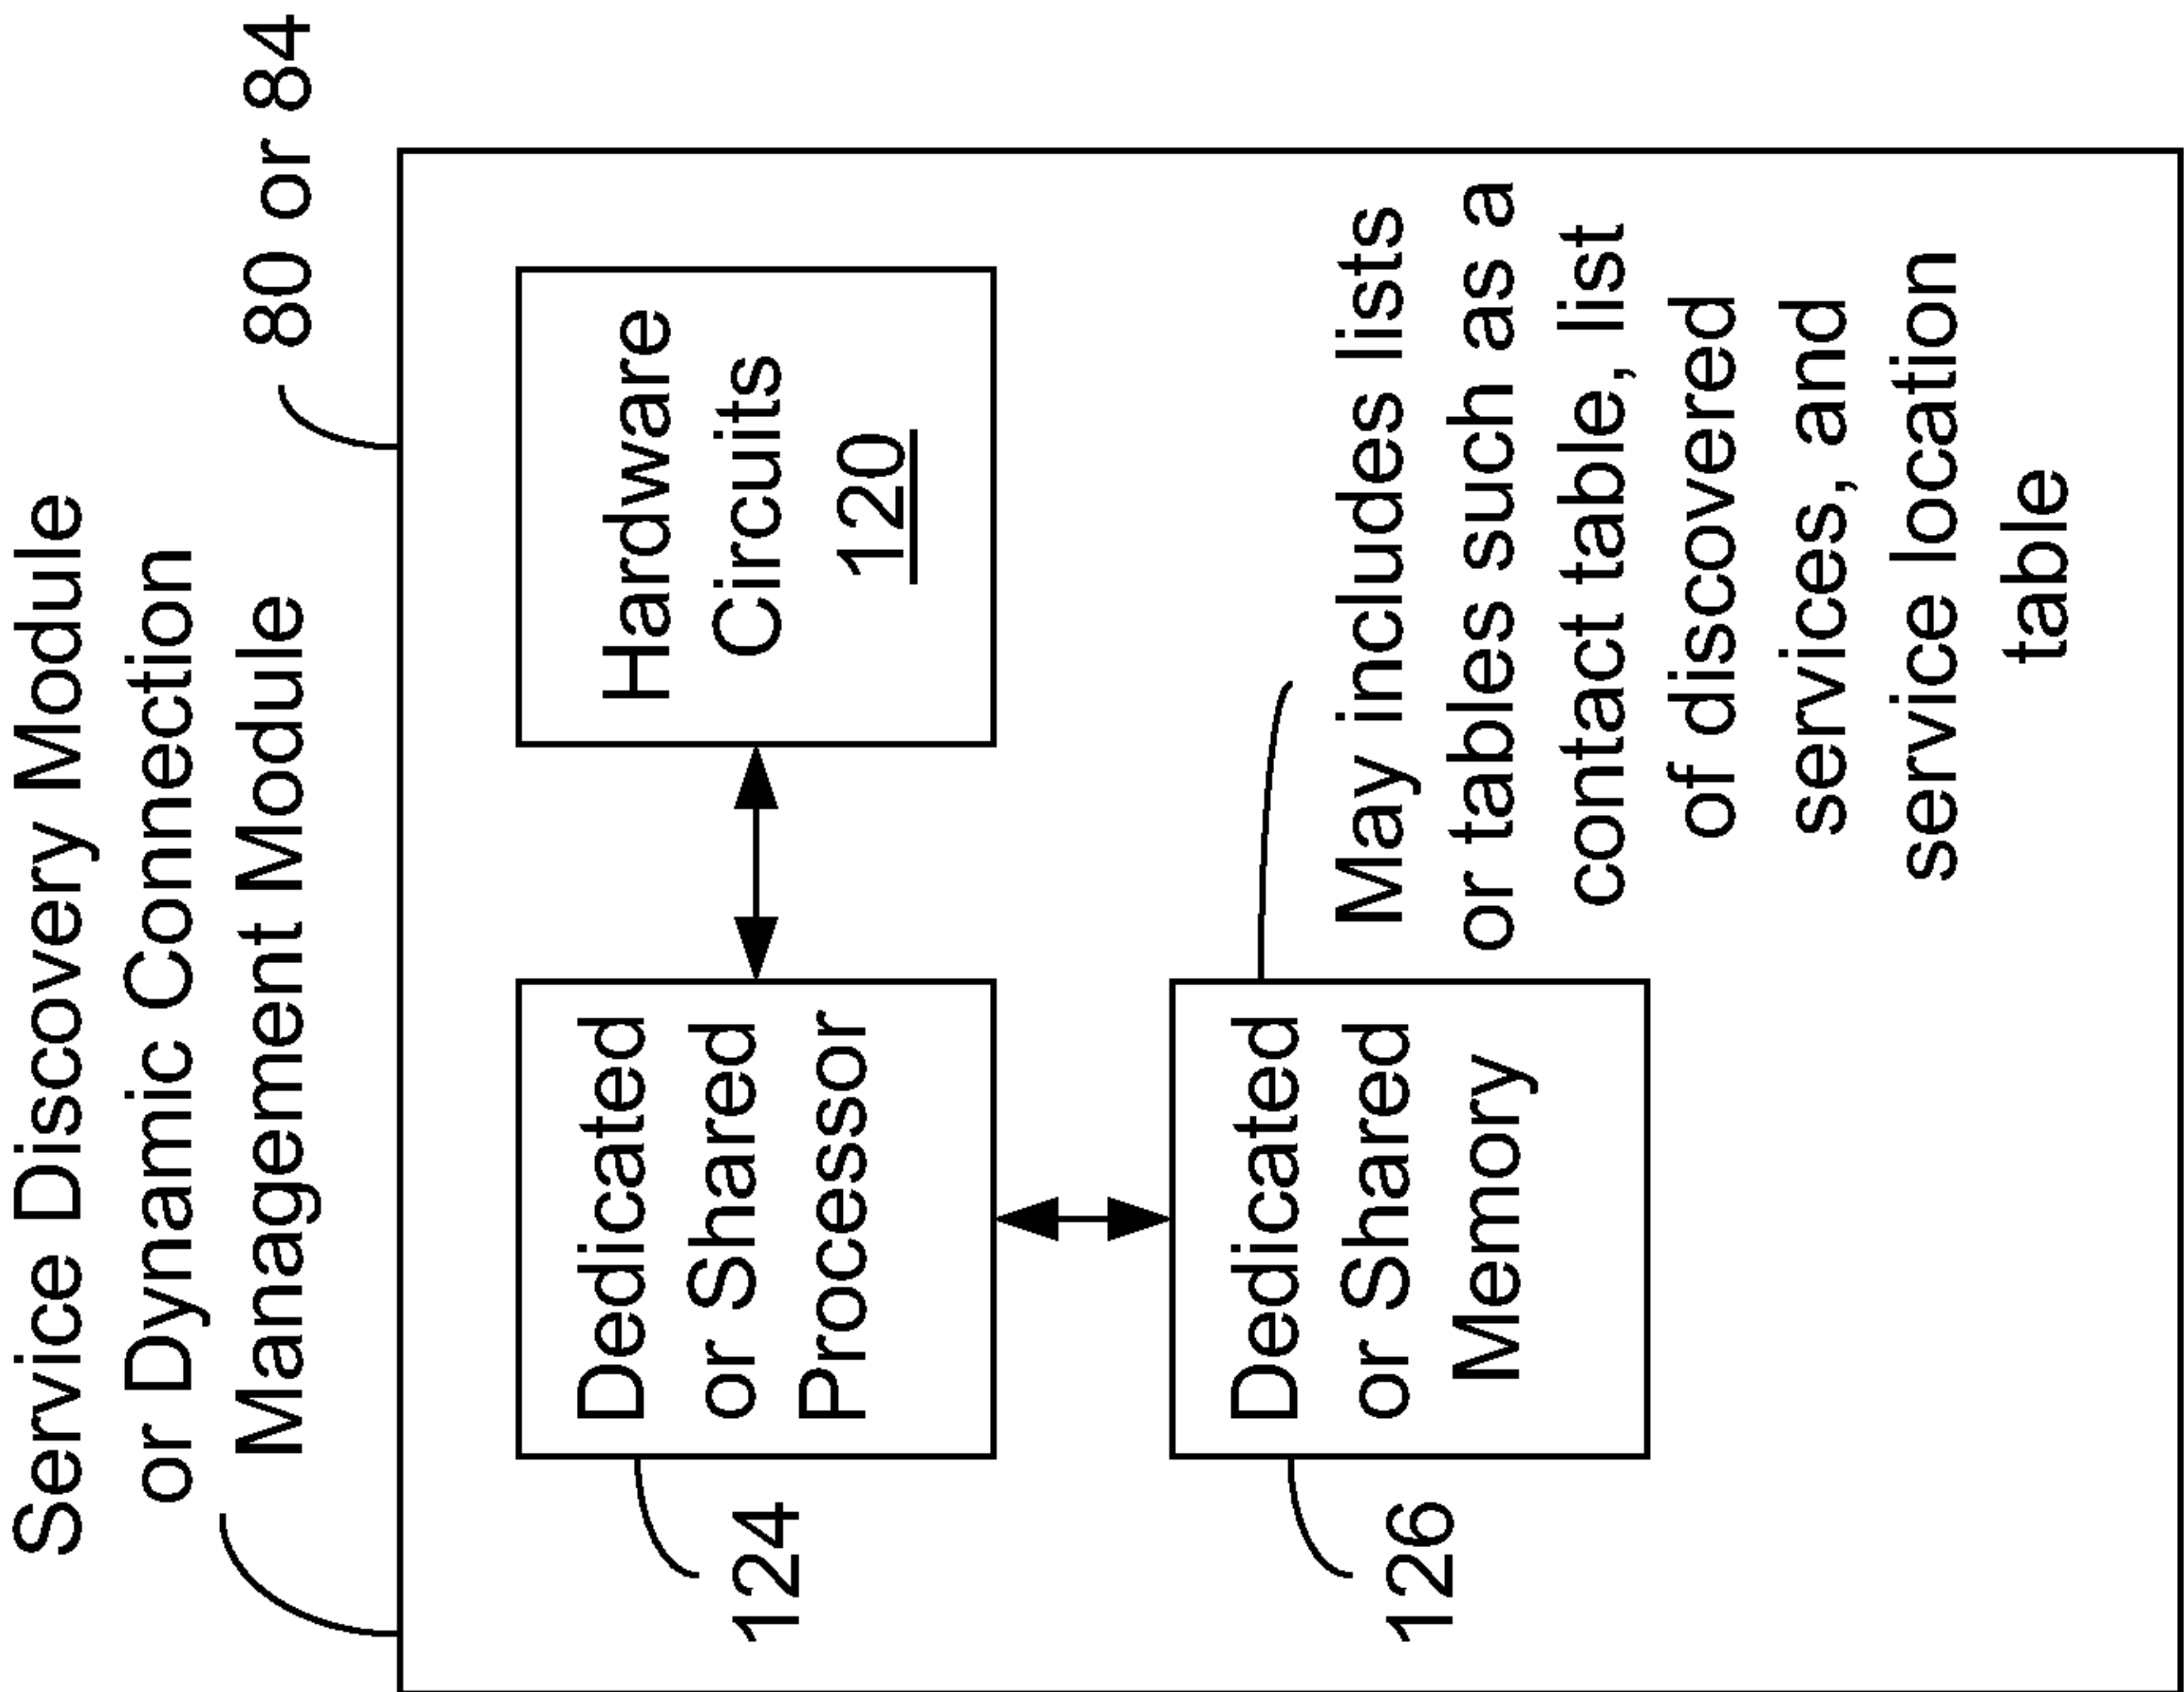 Service Discovery Module
or Dynamic Connection
Management Module
80 or 84
Dedicated
or Shared
Processor
124
Hardware
Circuits
120
Dedicated
or Shared
Memory
126
May includes lists
or tables such as a
contact table, list
of discovered
services, and
service location
table